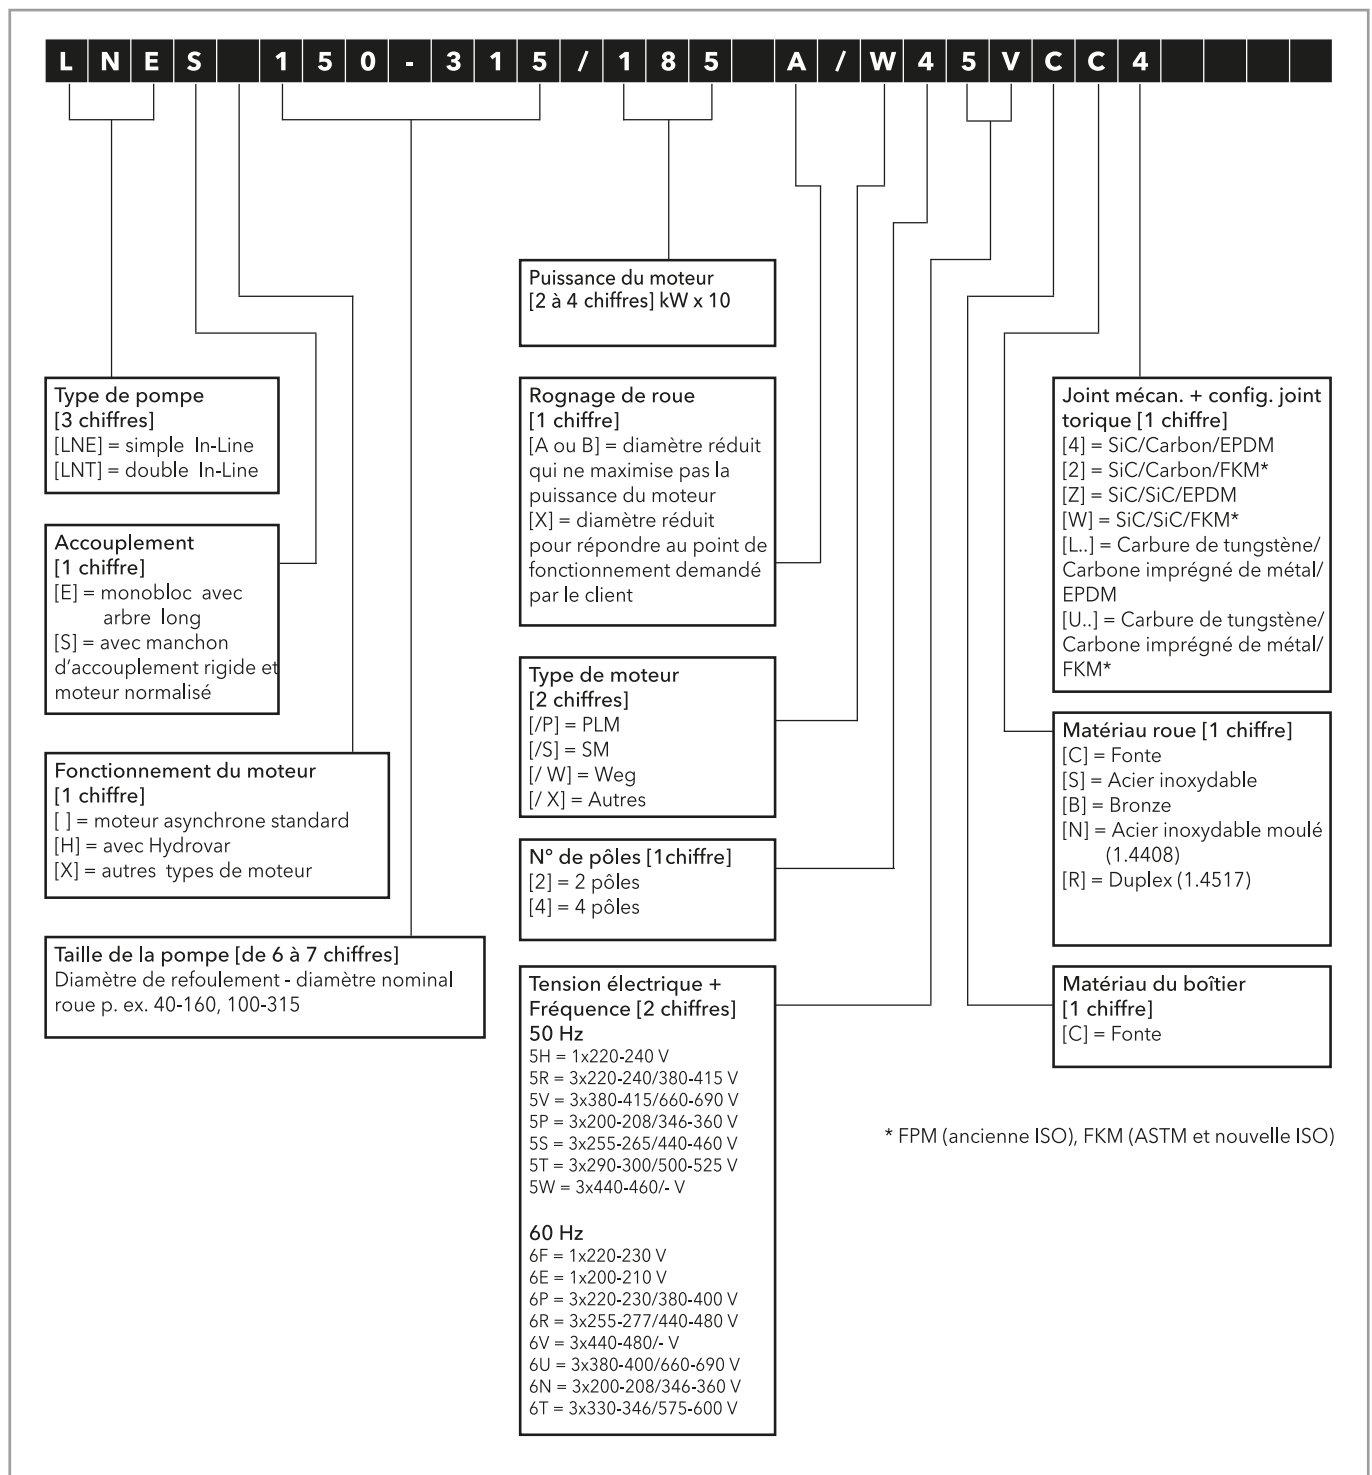 LNES 150-315/185 A/W45VCC4
Puissance du moteur
[2 à 4 chiffres] kW x 10
Type de pompe
[3 chiffres]
[LNE] = simple In-Line
[LNT] = double In-Line
Accouplement
[1 chiffre]
[E] = monobloc avec
arbre long
[S] = avec manchon
d'accouplement rigide et
moteur normalisé
Fonctionnement du moteur
[1 chiffre]
[ ] = moteur asynchrone standard
[H] = avec Hydrovar
[X] = autres types de moteur
Taille de la pompe [de 6 à 7 chiffres]
Diamètre de refoulement - diamètre nominal
roue p. ex. 40-160, 100-315
Rognage de roue
[1 chiffre]
[A ou B] = diamètre réduit
qui ne maximise pas la
puissance du moteur
[X] = diamètre réduit
pour répondre au point de
fonctionnement demandé
par le client
Type de moteur
[2 chiffres]
[/P] = PLM
[/S] = SM
[/ W] = Weg
[/ X] = Autres
N° de pôles [1chiffre]
[2] = 2 pôles
[4] = 4 pôles
Tension électrique +
Fréquence [2 chiffres]
50 Hz
5H = 1x220-240 V
5R = 3x220-240/380-415 V
5V = 3x380-415/660-690 V
5P = 3x200-208/346-360 V
5S = 3x255-265/440-460 V
5T = 3x290-300/500-525 V
5W = 3x440-460/- V
60 Hz
6F = 1x220-230 V
6E = 1x200-210 V
6P = 3x220-230/380-400 V
6R = 3x255-277/440-480 V
6V = 3x440-480/- V
6U = 3x380-400/660-690 V
6N = 3x200-208/346-360 V
6T = 3x330-346/575-600 V
Joint mécan. + config. joint
torique [1 chiffre]
[4] = SiC/Carbon/EPDM
[2] = SiC/Carbon/FKM*
[Z] = SiC/SiC/EPDM
[W] = SiC/SiC/FKM*
[L..] = Carbure de tungstène/
Carbone imprégné de métal/
EPDM
[U..] = Carbure de tungstène/
Carbone imprégné de métal/
FKM*
Matériau roue [1 chiffre]
[C] = Fonte
[S] = Acier inoxydable
[B] = Bronze
[N] = Acier inoxydable moulé
(1.4408)
[R] = Duplex (1.4517)
Matériau du boîtier
[1 chiffre]
[C] = Fonte
* FPM (ancienne ISO), FKM (ASTM et nouvelle ISO)